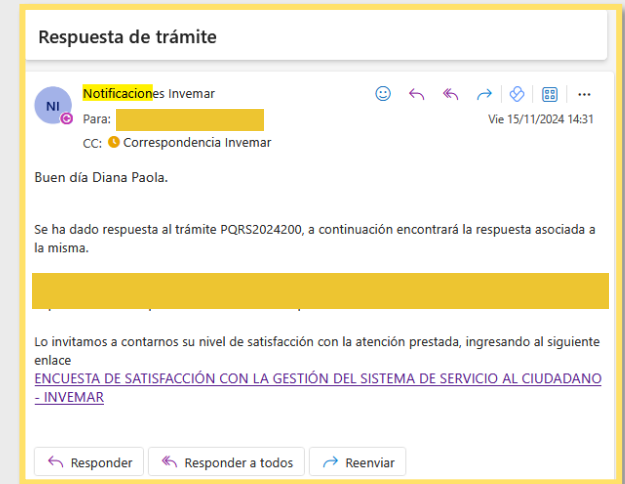 Respuesta de trámite
NI
Notificaciones Invemar
Para:
Vie 15/11/2024 14:31
CC: Correspondencia Invemar
Buen día Diana Paola.
Se ha dado respuesta al trámite PQRS2024200, a continuación encontrará la respuesta asociada a
la misma.
Lo invitamos a contarnos su nivel de satisfacción con la atención prestada, ingresando al siguiente
enlace
ENCUESTA DE SATISFACCIÓN CON LA GESTIÓN DEL SISTEMA DE SERVICIO AL CIUDADANO
- INVEMAR
Responder
Responder a todos
Reenviar